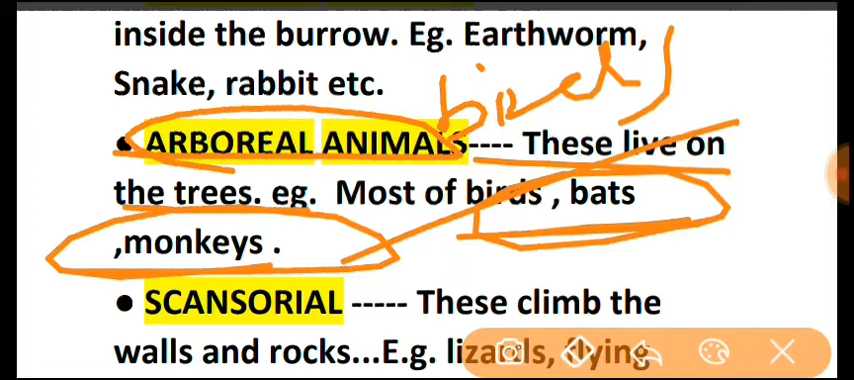 inside the burrow. Eg. Earthworm,
Snake, rabbit etc.
birds
● ARBOREAL ANIMALS---- These live on
the trees. eg.  Most of birds , bats
,monkeys .
● SCANSORIAL ----- These climb the
walls and rocks...E.g. lizards, flying